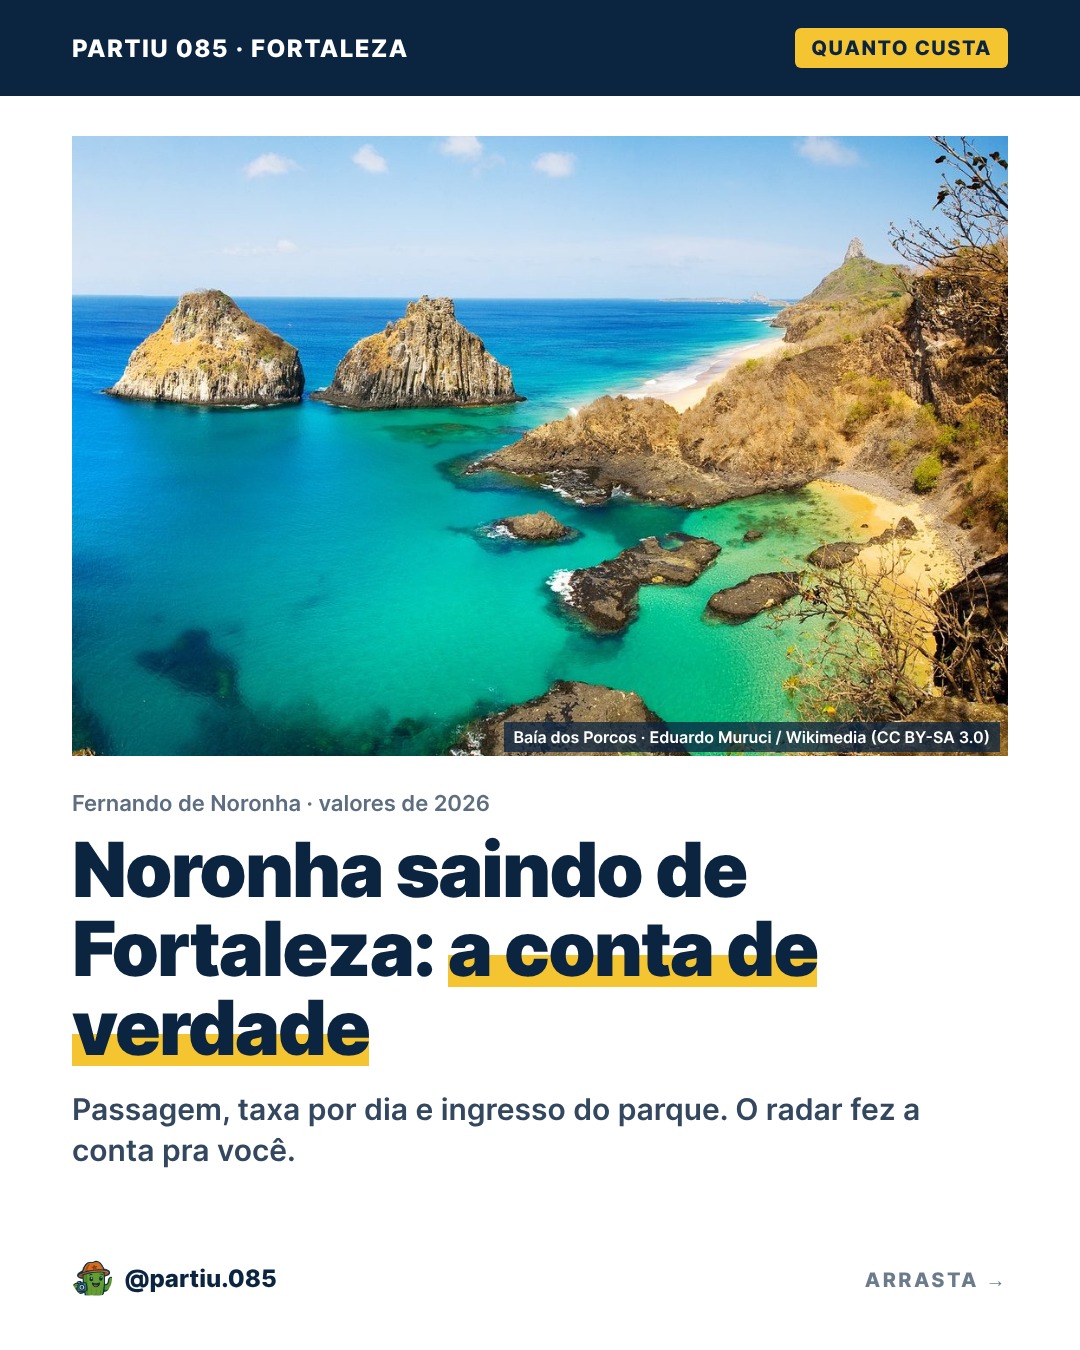 PARTIU 085 · FORTALEZA
QUANTO CUSTA
Baía dos Porcos · Eduardo Muruci / Wikimedia (CC BY-SA 3.0)
Fernando de Noronha · valores de 2026
Noronha saindo de
Fortaleza: a conta de
verdade
Passagem, taxa por dia e ingresso do parque. O radar fez a
conta pra você.
@partiu.085
ARRASTA →